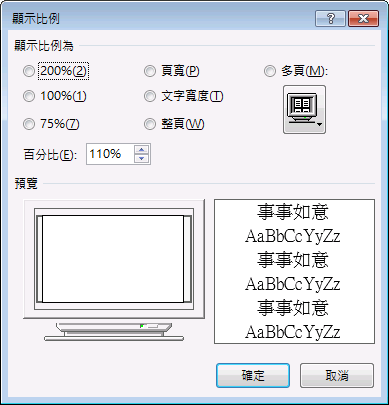 顯示比例
顯示比例為
200%(2) 頁寬(P) 多頁(M):
100%(1) 文字寬度(T)
75%(7) 整頁(W)
百分比(E): 110%
預覽
事事如意
AaBbCcYyZz
事事如意
AaBbCcYyZz
事事如意
AaBbCcYyZz
確定 取消